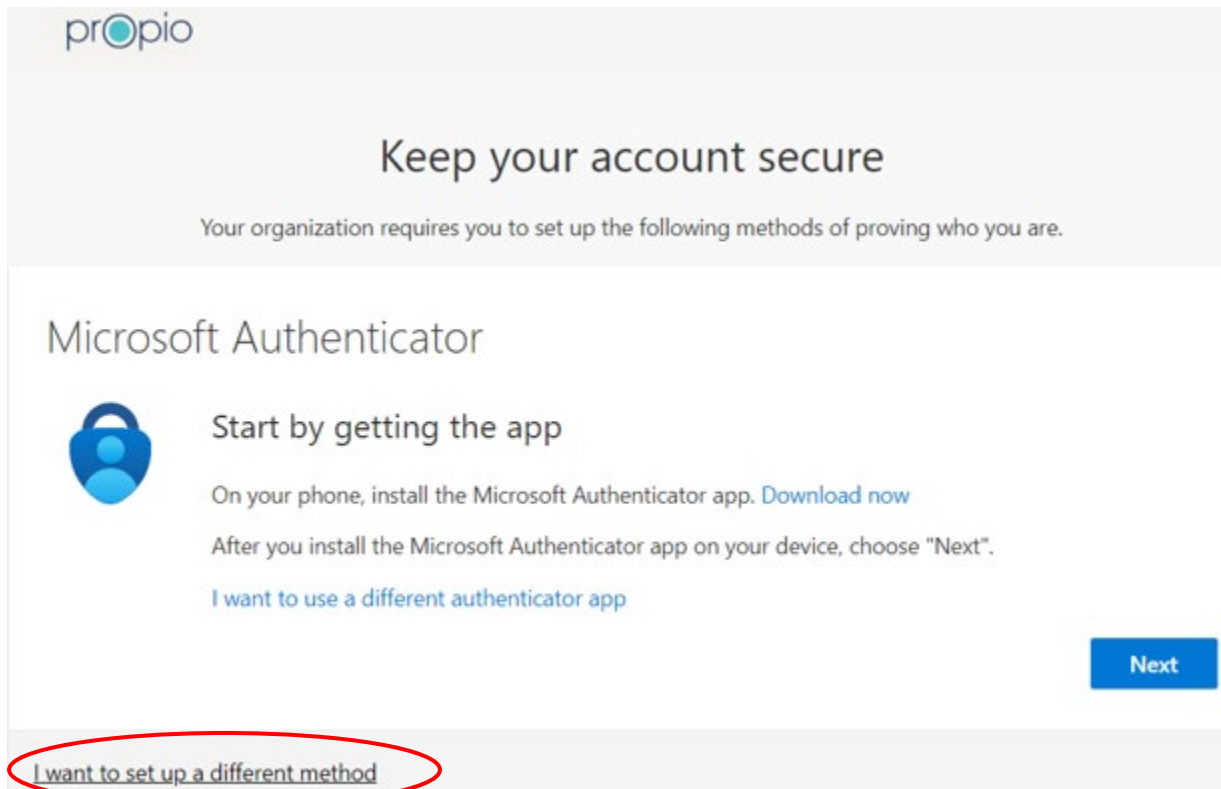 propio
Keep your account secure
Your organization requires you to set up the following methods of proving who you are.
Microsoft Authenticator
Start by getting the app
On your phone, install the Microsoft Authenticator app. Download now
After you install the Microsoft Authenticator app on your device, choose "Next".
I want to use a different authenticator app
Next
I want to set up a different method